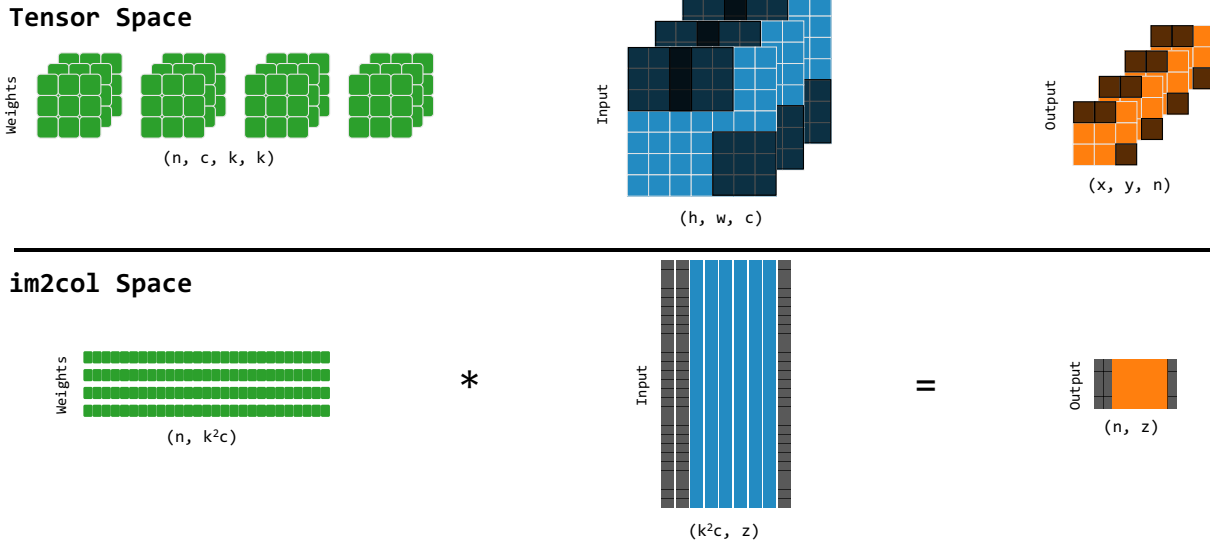 Tensor Space
Weights
(n, c, k, k)
Input
(h, w, c)
Output
(x, y, n)
im2col Space
Weights
(n, k²c)
*
Input
(k²c, z)
=
Output
(n, z)